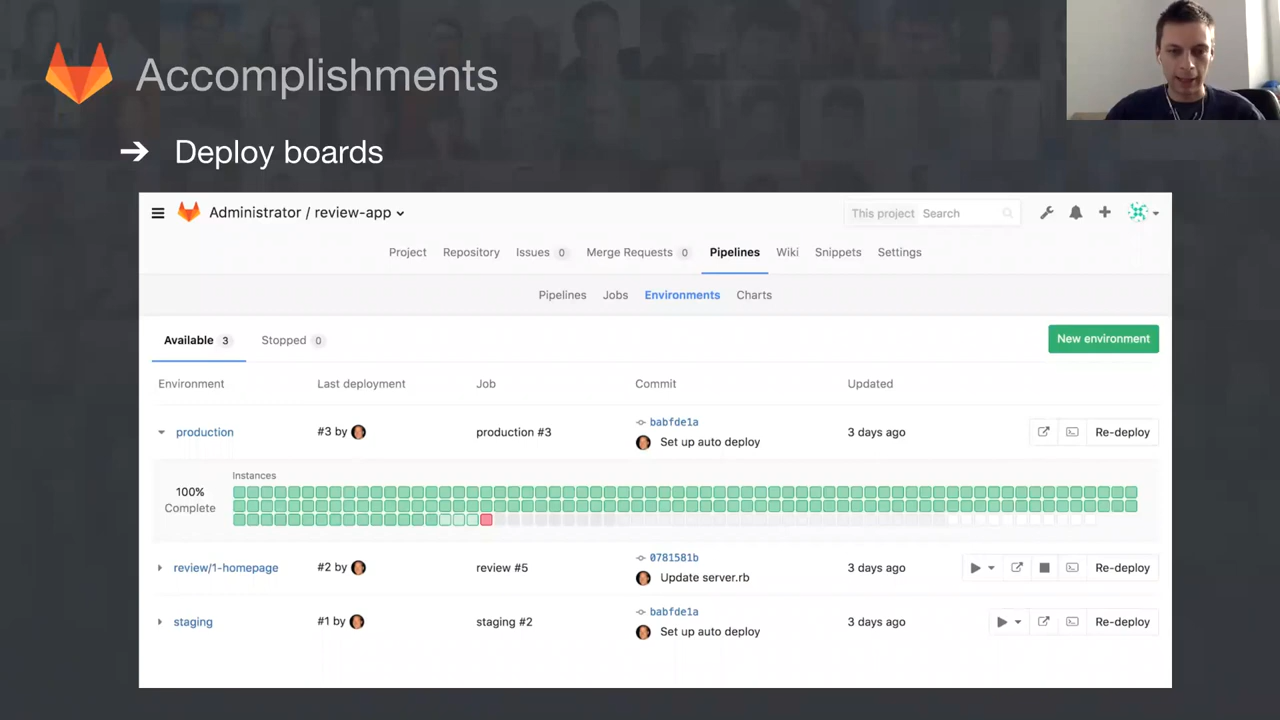 Accomplishments
➔ Deploy boards
Administrator / review-app
This project Search
Project Repository Issues 0 Merge Requests 0 Pipelines Wiki Snippets Settings
Pipelines Jobs Environments Charts
Available 3 Stopped 0 New environment
Environment Last deployment Job Commit Updated
production #3 by production #3 babfde1a Set up auto deploy 3 days ago Re-deploy
Instances
100%
Complete
review/1-homepage #2 by review #5 0781581b Update server.rb 3 days ago Re-deploy
staging #1 by staging #2 babfde1a Set up auto deploy 3 days ago Re-deploy